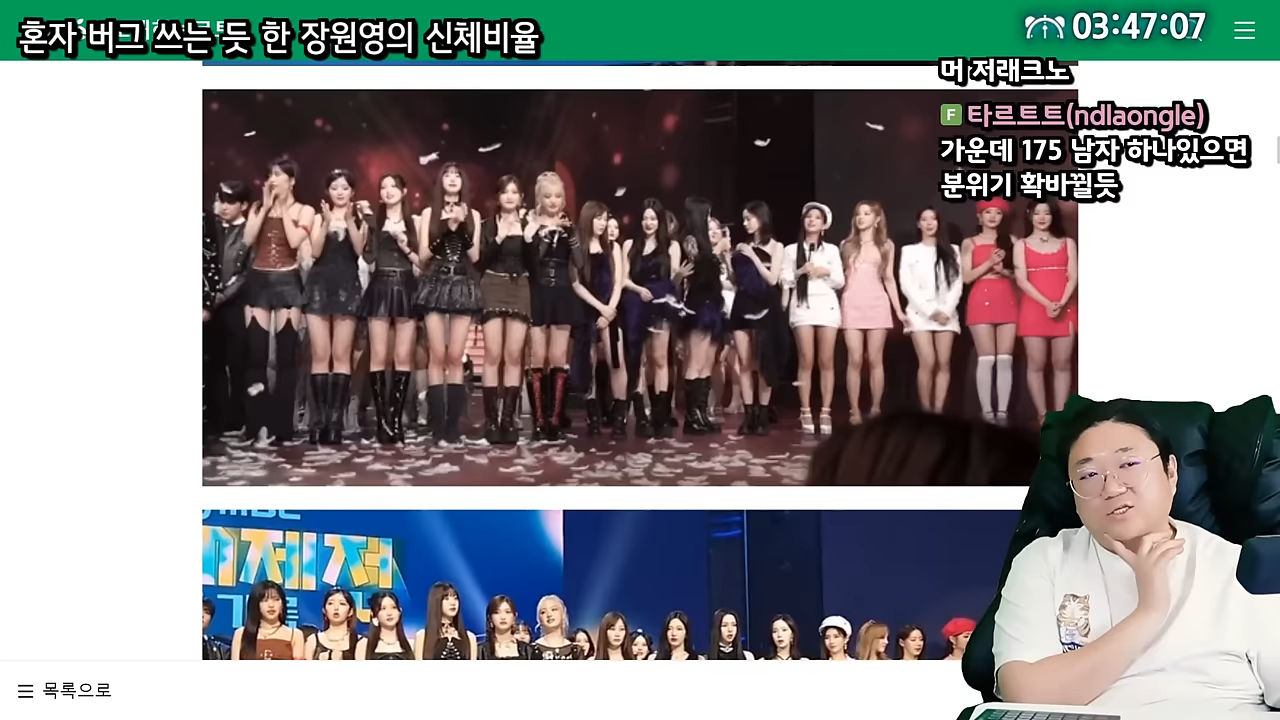 혼자 버그 쓰는 듯 한 장원영의 신체비율
03:47:07
머 저래크노
F 타르트트(ndlaongle)
가운데 175 남자 하나있으면
분위기 확바뀔듯
목록으로